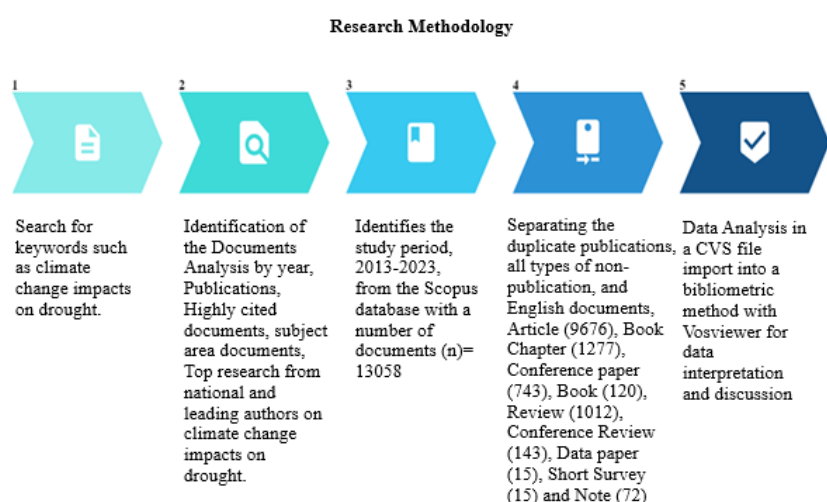 Research Methodology
1
Search for
keywords such
as climate
change impacts
on drought.
2
Identification of
the Documents
Analysis by year,
Publications,
Highly cited
documents, subject
area documents,
Top research from
national and
leading authors on
climate change
impacts on
drought.
3
Identifies the
study period,
2013-2023,
from the Scopus
database with a
number of
documents (n)=
13058
4
Separating the
duplicate publications,
all types of non-
publication, and
English documents,
Article (9676), Book
Chapter (1277),
Conference paper
(743), Book (120),
Review (1012),
Conference Review
(143), Data paper
(15), Short Survey
(15) and Note (72)
5
Data Analysis in
a CVS file
import into a
bibliometric
method with
Vosviewer for
data
interpretation
and discussion